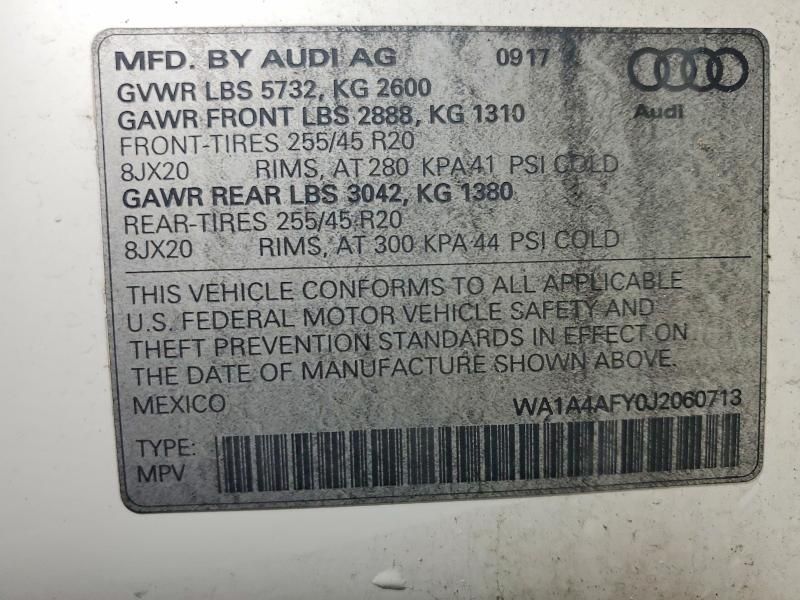 MFD. BY AUDI AG 09 17
Audi
GVWR LBS 5732, KG 2600
GAWR FRONT LBS 2888, KG 1310
FRONT-TIRES 255/45 R20
8JX20 RIMS, AT 280 KPA 41 PSI COLD
GAWR REAR LBS 3042, KG 1380
REAR-TIRES 255/45 R20
8JX20 RIMS, AT 300 KPA 44 PSI COLD
THIS VEHICLE CONFORMS TO ALL APPLICABLE
U.S. FEDERAL MOTOR VEHICLE SAFETY AND
THEFT PREVENTION STANDARDS IN EFFECT ON
THE DATE OF MANUFACTURE SHOWN ABOVE.
MEXICO WA1A4AFY0J2060713
TYPE:
MPV